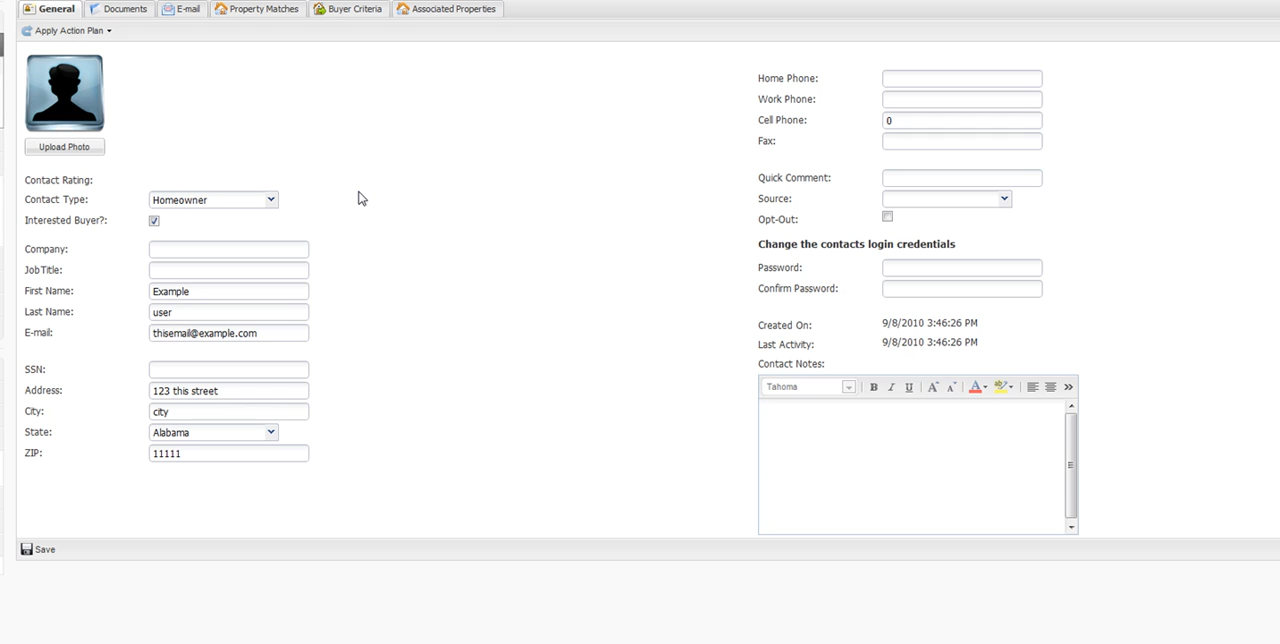 General Documents E-mail Property Matches Buyer Criteria Associated Properties
Apply Action Plan
Upload Photo
Contact Rating:
Contact Type: Homeowner
Interested Buyer?:
Company:
Job Title:
First Name: Example
Last Name: user
E-mail: thisemail@example.com
SSN:
Address: 123 this street
City: city
State: Alabama
ZIP: 11111
Home Phone:
Work Phone:
Cell Phone: 0
Fax:
Quick Comment:
Source:
Opt-Out:
Change the contacts login credentials
Password:
Confirm Password:
Created On: 9/8/2010 3:46:26 PM
Last Activity: 9/8/2010 3:46:26 PM
Contact Notes:
Tahoma B I U A A A ab
Save